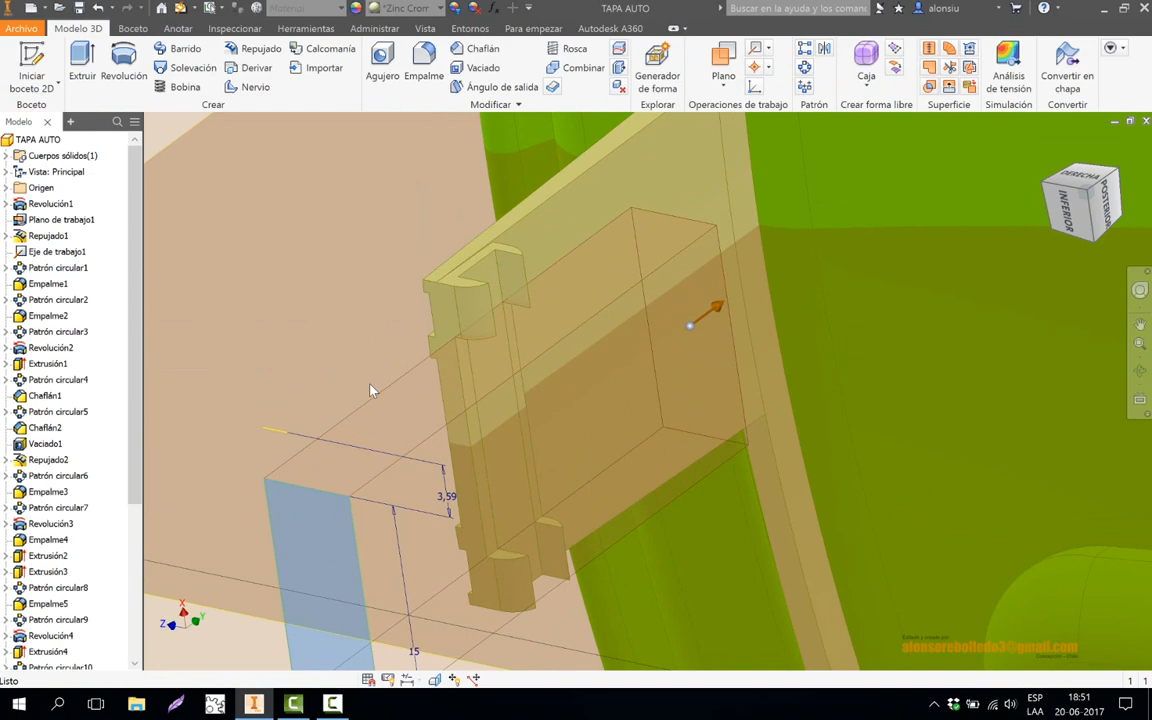 Material
*Zinc Crom
TAPA AUTO
Buscar en la ayuda y los comanc
alonsiu
Archivo Modelo 3D Boceto Anotar Inspeccionar Herramientas Administrar Vista Entornos Para empezar Autodesk A360
Iniciar
boceto 2D
Boceto
Extruir
Revolución
Barrido
Solevación
Bobina
Repujado
Derivar
Nervio
Calcomanía
Importar
Crear
Agujero
Empalme
Chaflán
Vaciado
Ángulo de salida
Rosca
Combinar
Modificar
Generador
de forma
Explorar
Plano
Operaciones de trabajo
Patrón
Caja
Crear forma libre
Superficie
Análisis
de tensión
Simulación
Convertir en
chapa
Convertir
Modelo
TAPA AUTO
Cuerpos sólidos(1)
Vista: Principal
Origen
Revolución1
Plano de trabajo1
Repujado1
Eje de trabajo1
Patrón circular1
Empalme1
Patrón circular2
Empalme2
Patrón circular3
Revolución2
Extrusión1
Patrón circular4
Chaflán1
Patrón circular5
Chaflán2
Vaciado1
Repujado2
Patrón circular6
Empalme3
Patrón circular7
Revolución3
Empalme4
Extrusión2
Extrusión3
Patrón circular8
Empalme5
Patrón circular9
Revolución4
Extrusión4
Patrón circular10
DERECHA
INFERIOR
POSTERIOR
3,59
15
X
Y
Z
alonsorebolledo3@gmail.com
Listo
1 1
ESP
LAA
18:51
20-06-2017